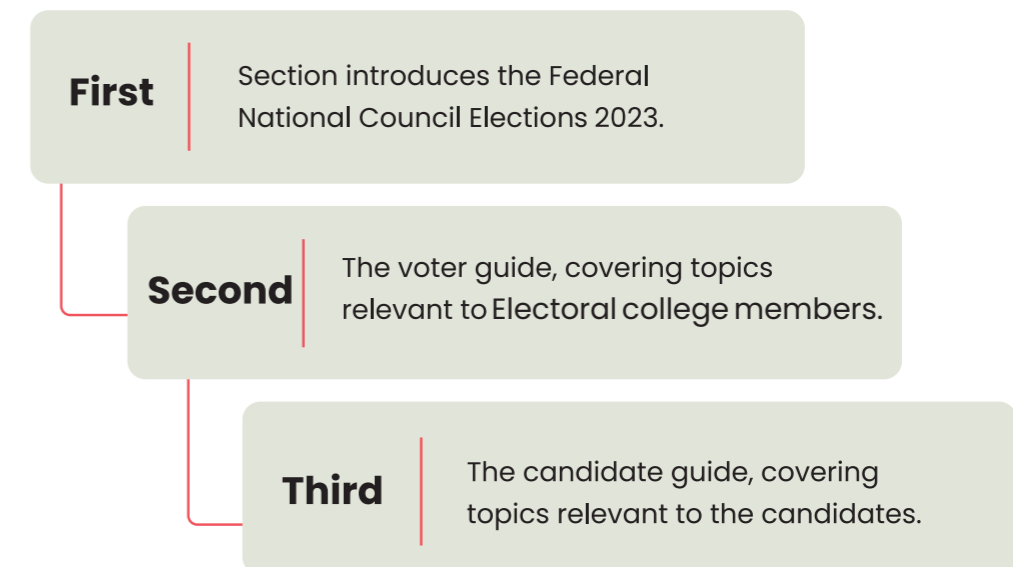 First
Section introduces the Federal
National Council Elections 2023.
Second
The voter guide, covering topics
relevant to Electoral college members.
Third
The candidate guide, covering
topics relevant to the candidates.